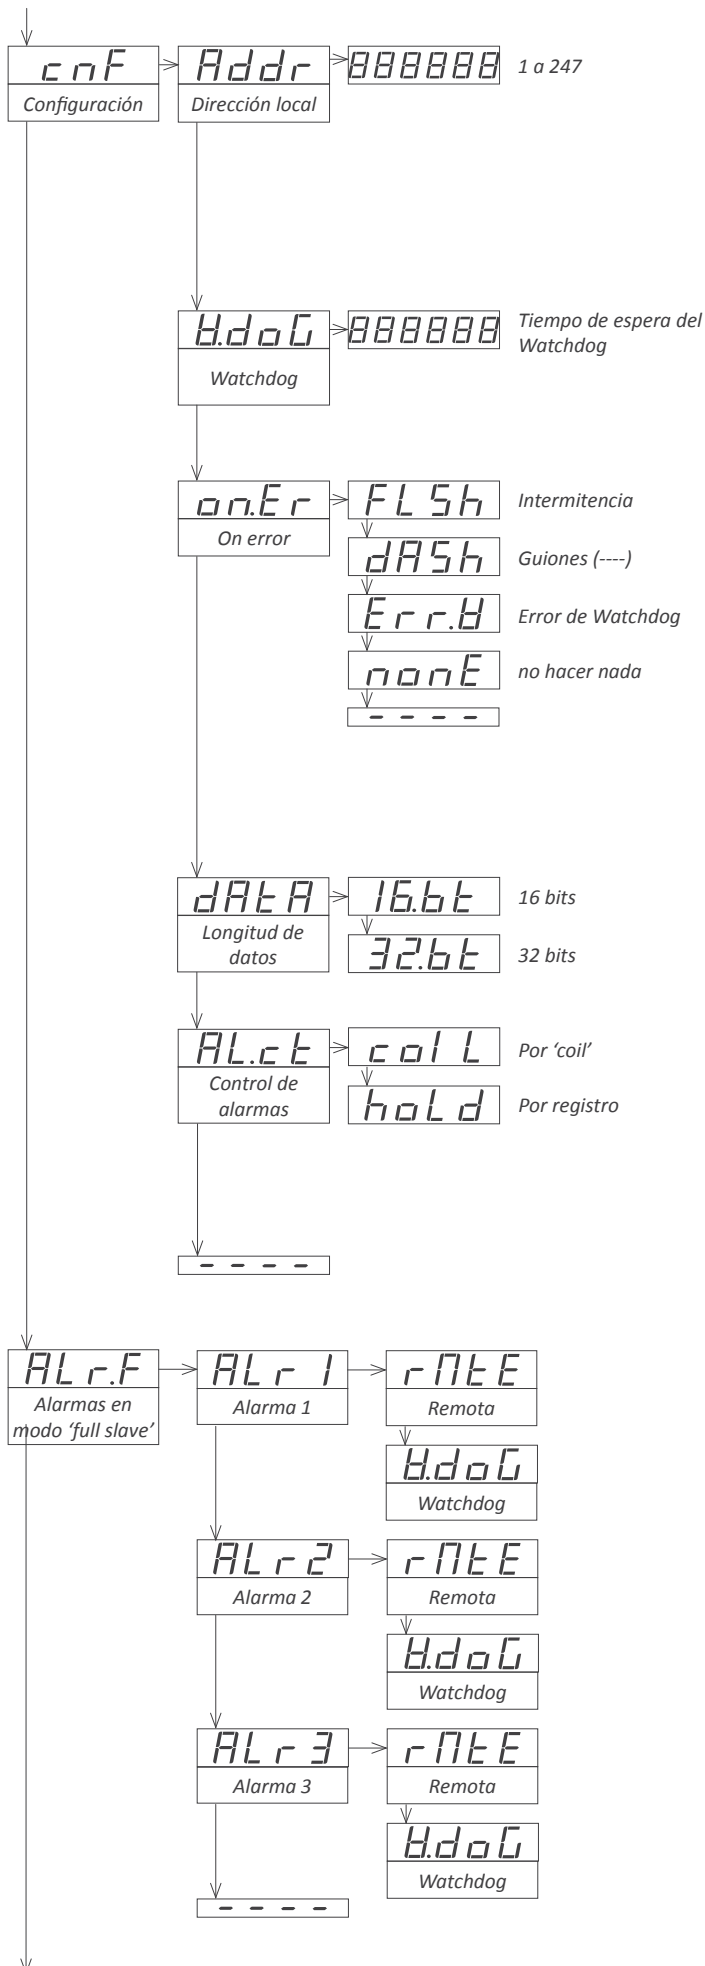 cnF Addr 888888 1 a 247
Configuración Dirección local
W.doG 888888 Tiempo de espera del
Watchdog
Watchdog
on.Er FLSh Intermitencia
On error
dASh Guiones (----)
Err.W Error de Watchdog
nonE no hacer nada
----
dAtA 16.bt 16 bits
Longitud de
datos
32.bt 32 bits
AL.ct coIL Por ‘coil’
Control de
alarmas
hoLd Por registro
----
ALr.F ALr1 rMtE
Alarmas en
modo ‘full slave’
Alarma 1 Remota
W.doG
Watchdog
ALr2 rMtE
Alarma 2 Remota
W.doG
Watchdog
ALr3 rMtE
Alarma 3 Remota
W.doG
Watchdog
----